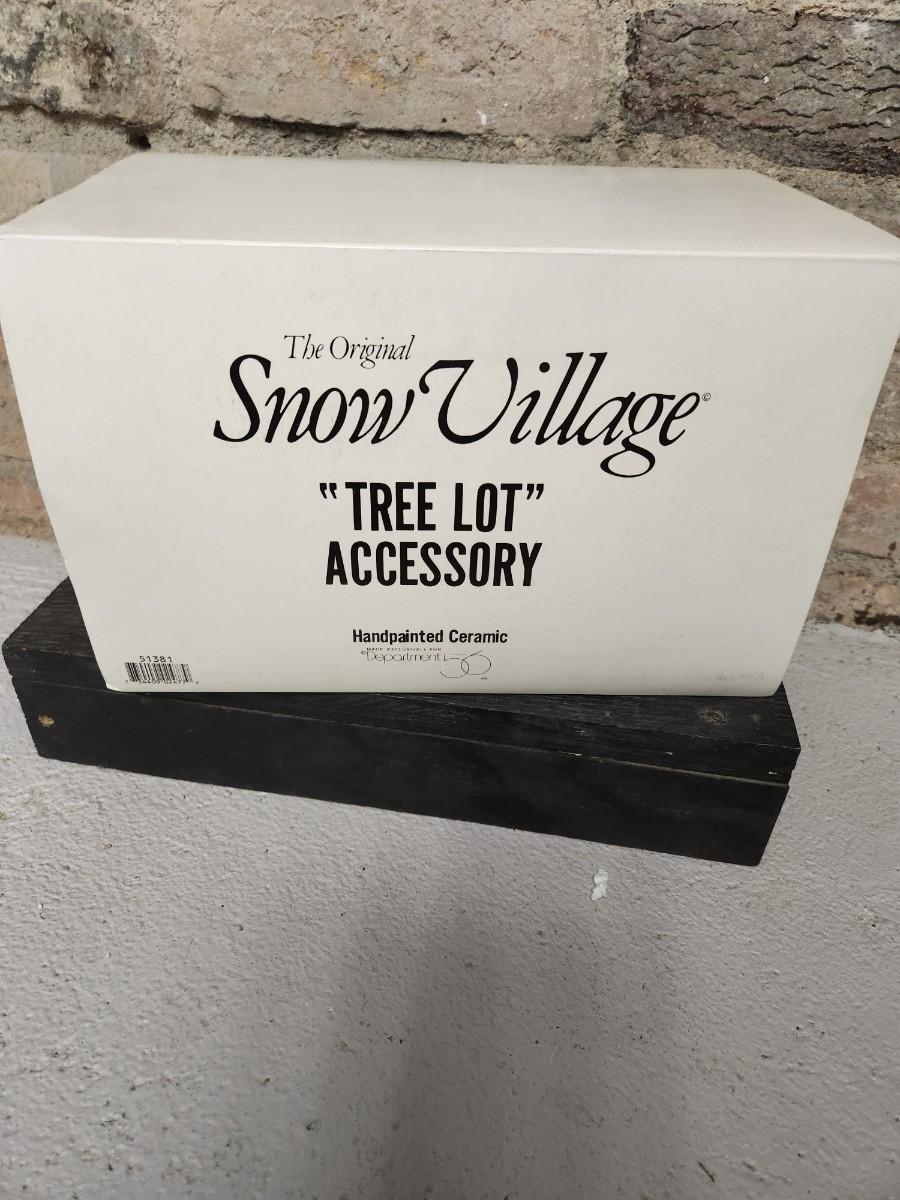 The Original
Snow Village©
"TREE LOT"
ACCESSORY
Handpainted Ceramic
MADE EXCLUSIVELY FOR
©Department 56
51381